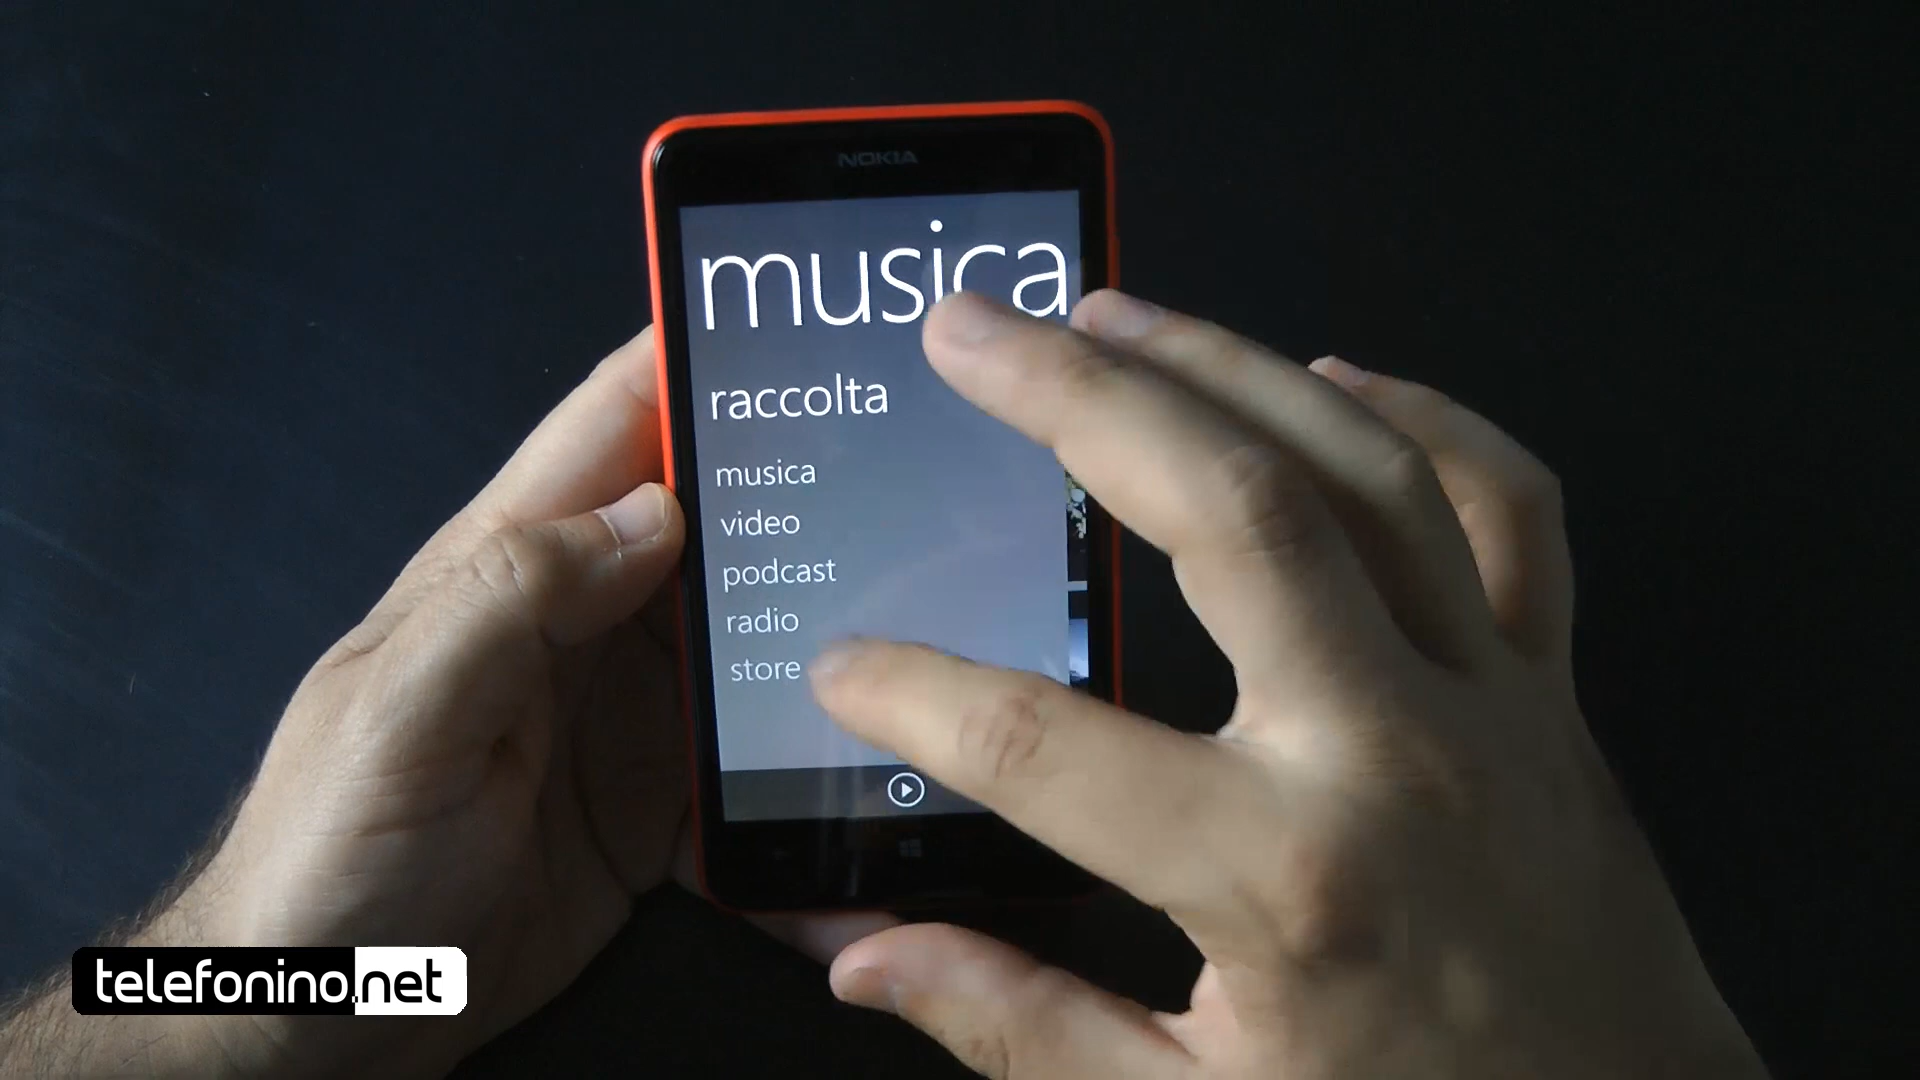 NOKIA
musica
raccolta
musica
video
podcast
radio
store
telefonino.net